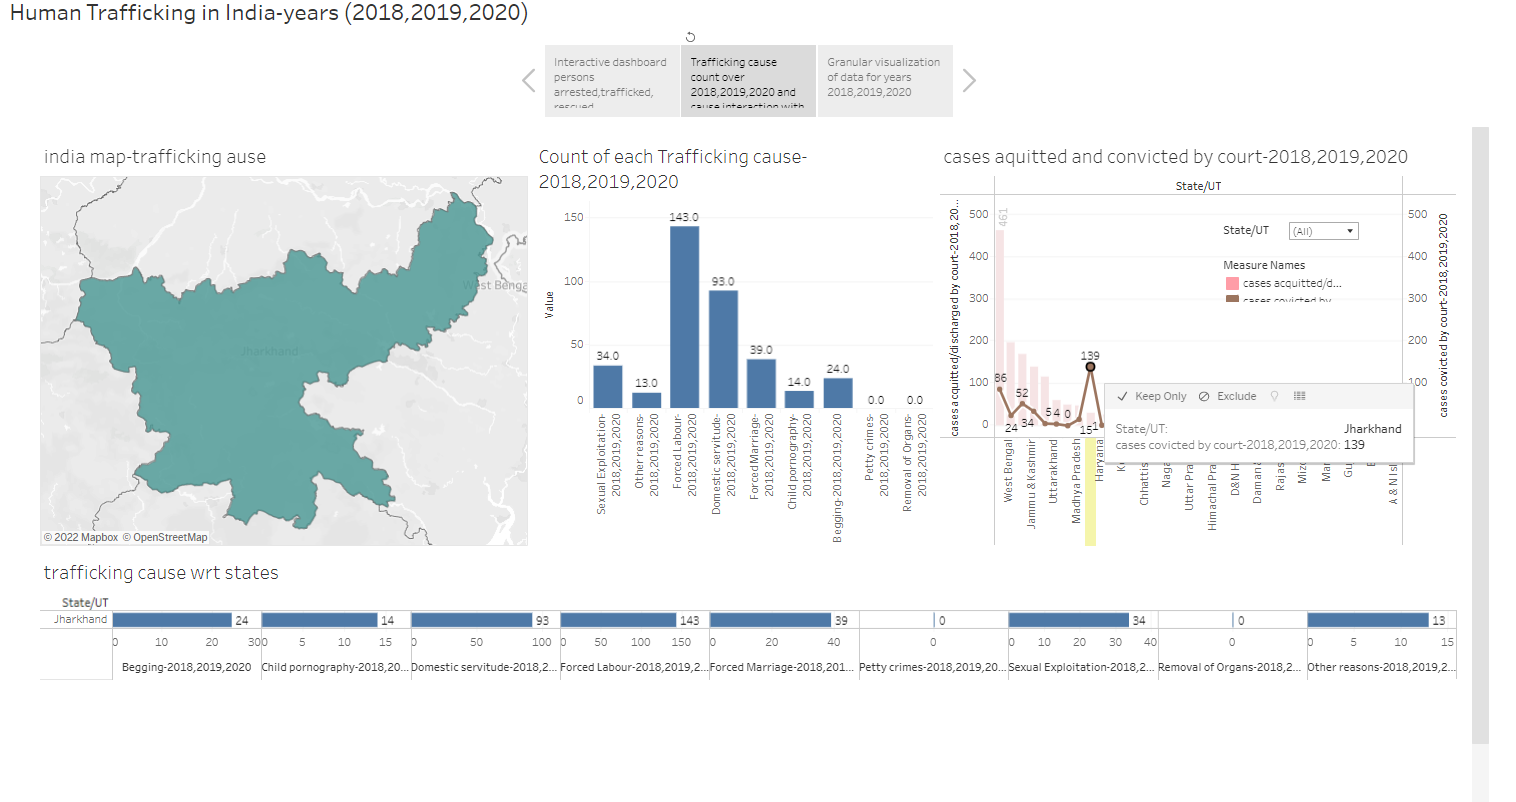 Human Trafficking in India-years (2018,2019,2020)
Interactive dashboard
persons
arrested,trafficked,
rescued
Trafficking cause
count over
2018,2019,2020 and
cause interaction with
Granular visualization
of data for years
2018,2019,2020
india map-trafficking ause
West Benga
Jharkhand
© 2022 Mapbox © OpenStreetMap
Count of each Trafficking cause-
2018,2019,2020
Value
150
100
50
0
34.0
13.0
143.0
93.0
39.0
14.0
24.0
0.0
0.0
Sexual Exploitation-
2018,2019,2020
Other reasons-
2018,2019,2020
Forced Labour-
2018,2019,2020
Domestic servitude-
2018,2019,2020
Forced Marriage-
2018,2019,2020
Child pornography-
2018,2019,2020
Begging-2018,2019,2020
Petty crimes-
2018,2019,2020
Removal of Organs-
2018,2019,2020
cases aquitted and convicted by court-2018,2019,2020
State/UT
cases acquitted/discharged by court-2018,20...
500
400
300
200
100
0
461
86
24
52
34
5 4 0
15
139
1
State/UT
(All)
Measure Names
cases acquitted/d...
cases covicted by
500
400
300
200
100
cases covicted by court-2018,2019,2020
Keep Only
Exclude
State/UT: Jharkhand
cases covicted by court-2018,2019,2020: 139
West Bengal
Jammu & Kashmir
Uttarakhand
Madhya Pradesh
Haryana
Chhattis
Naga
Uttar Pra
Himachal Pra
D&N H
Daman
Rajas
Mizo
Mar
Gu
A & N Isl
trafficking cause wrt states
State/UT
Jharkhand
24
14
93
143
39
0
34
0
13
0 10 20 30
0 5 10 15
0 50 100
0 50 100 150
0 20 40
0
0 10 20 30 40
0
0 5 10 15
Begging-2018,2019,2020
Child pornography-2018,20...
Domestic servitude-2018,2...
Forced Labour-2018,2019,2...
Forced Marriage-2018,201...
Petty crimes-2018,2019,20...
Sexual Exploitation-2018,2...
Removal of Organs-2018,2...
Other reasons-2018,2019,2...